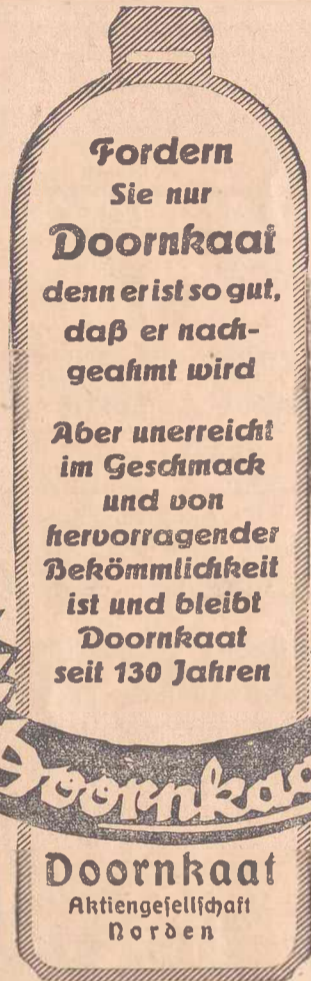 Fordern
Sie nur
Doornkaat
denn er ist so gut,
daß er nach-
geahmt wird
Aber unerreicht
im Geschmack
und von
hervorragender
Bekömmlichkeit
ist und bleibt
Doornkaat
seit 130 Jahren
Doornkaa
Doornkaat
Aktiengesellschaft
Norden